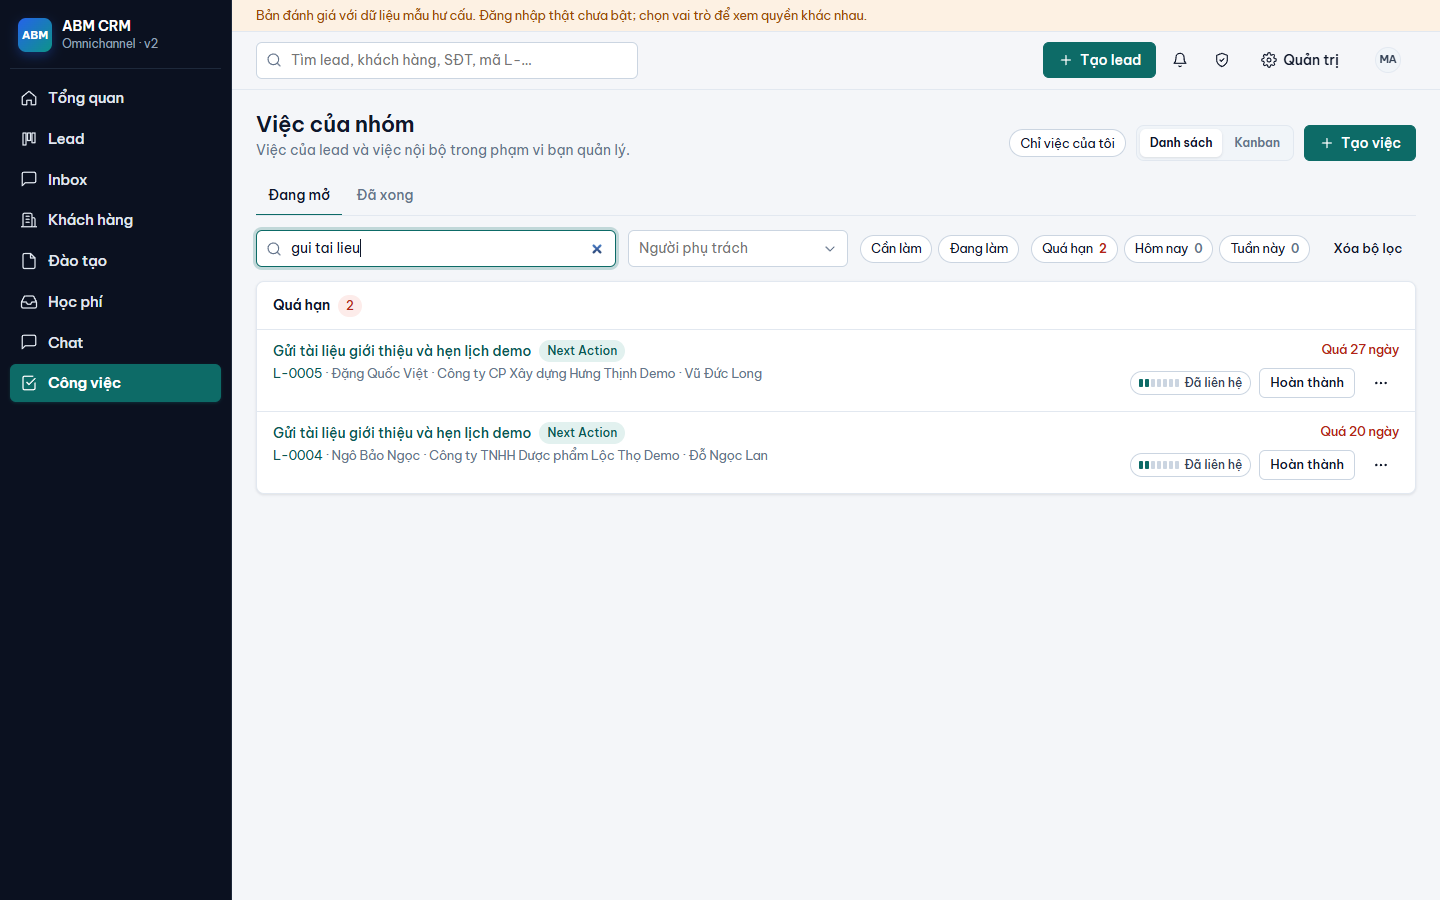 ABM
ABM CRM
Omnichannel · v2
Tổng quan
Lead
Inbox
Khách hàng
Đào tạo
Học phí
Chat
Công việc
Bản đánh giá với dữ liệu mẫu hư cấu. Đăng nhập thật chưa bật; chọn vai trò để xem quyền khác nhau.
Tìm lead, khách hàng, SĐT, mã L-...
Tạo lead
Quản trị
MA
Việc của nhóm
Việc của lead và việc nội bộ trong phạm vi bạn quản lý.
Chỉ việc của tôi
Danh sách
Kanban
Tạo việc
Đang mở
Đã xong
gui tai lieu
Người phụ trách
Cần làm
Đang làm
Quá hạn 2
Hôm nay 0
Tuần này 0
Xóa bộ lọc
Quá hạn 2
Gửi tài liệu giới thiệu và hẹn lịch demo Next Action
Quá 27 ngày
L-0005 · Đặng Quốc Việt · Công ty CP Xây dựng Hưng Thịnh Demo · Vũ Đức Long
Đã liên hệ
Hoàn thành
Gửi tài liệu giới thiệu và hẹn lịch demo Next Action
Quá 20 ngày
L-0004 · Ngô Bảo Ngọc · Công ty TNHH Dược phẩm Lộc Thọ Demo · Đỗ Ngọc Lan
Đã liên hệ
Hoàn thành